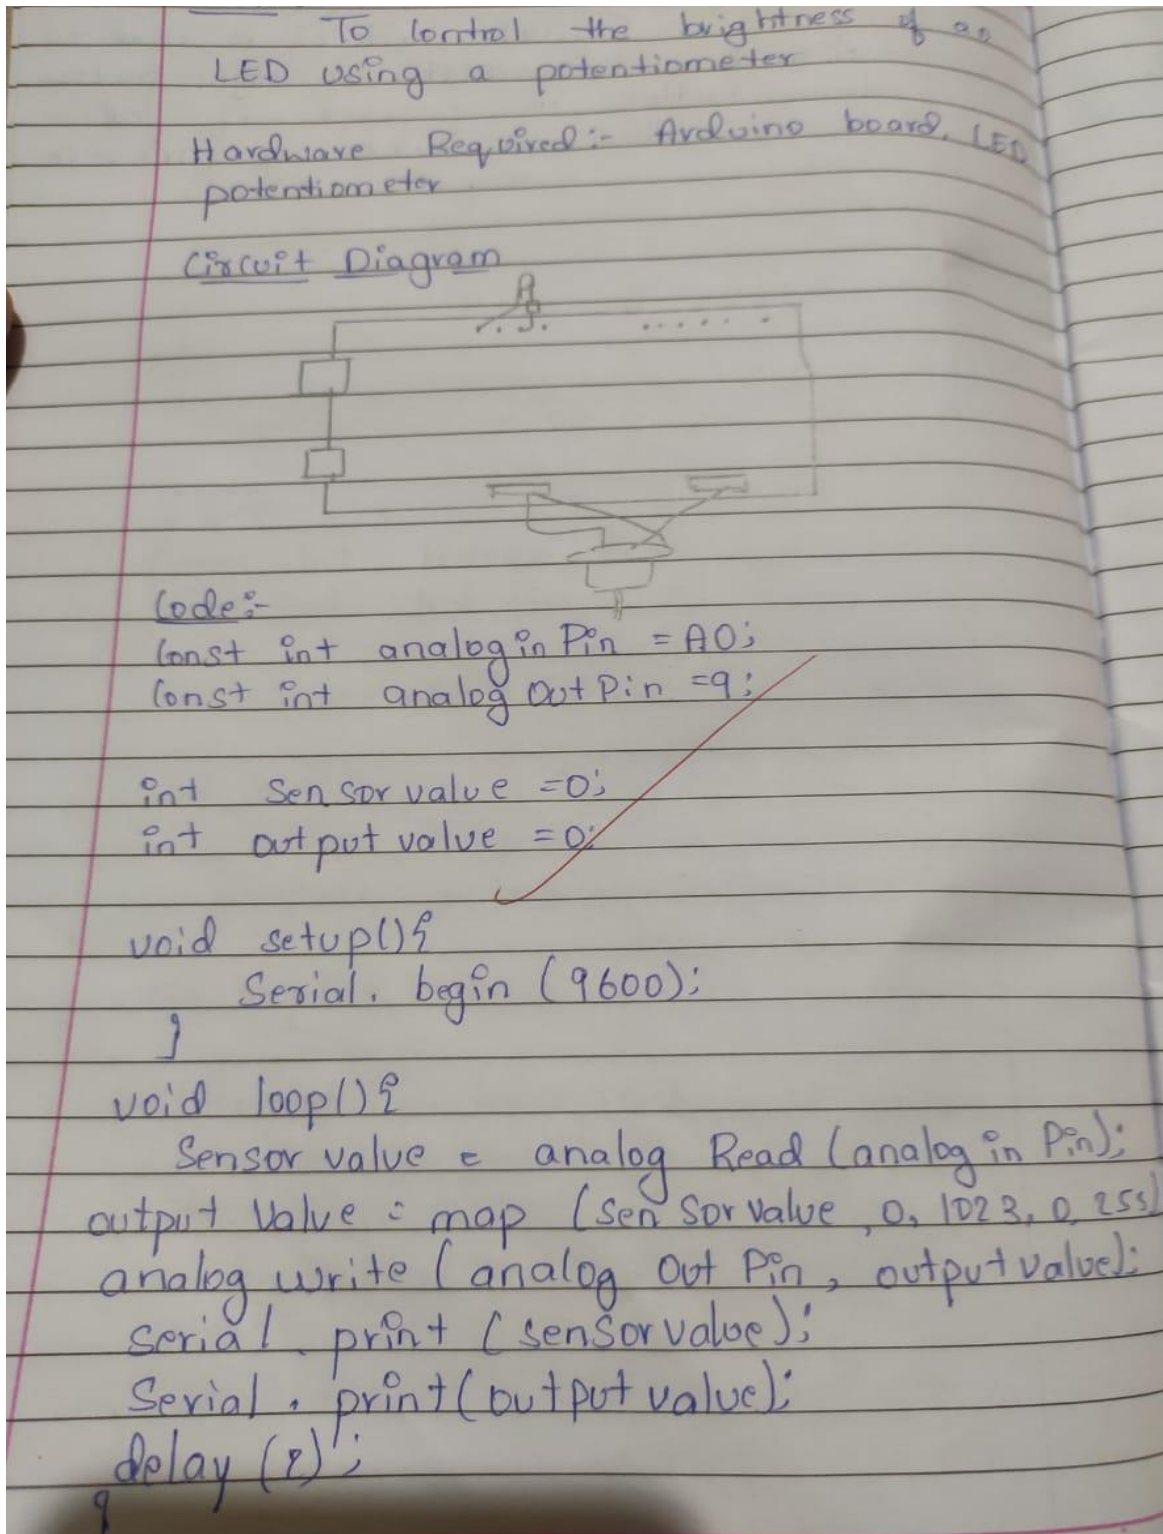 To control the brightness of an
LED using a potentiometer
Hardware Required:- Arduino board, LED
potentiometer
Circuit Diagram
Code:-
Const int analog in Pin = A0;
Const int analog out Pin = 9;
int Sensor value = 0;
int output value = 0;
void setup(){
Serial. begin (9600);
}
void loop(){
Sensor value = analog Read (analog in Pin);
output Value = map (sensor value, 0, 1023, 0, 255)
analog write (analog Out Pin, output value);
serial. print (sensor value);
Serial. print (output value);
delay (2);
}